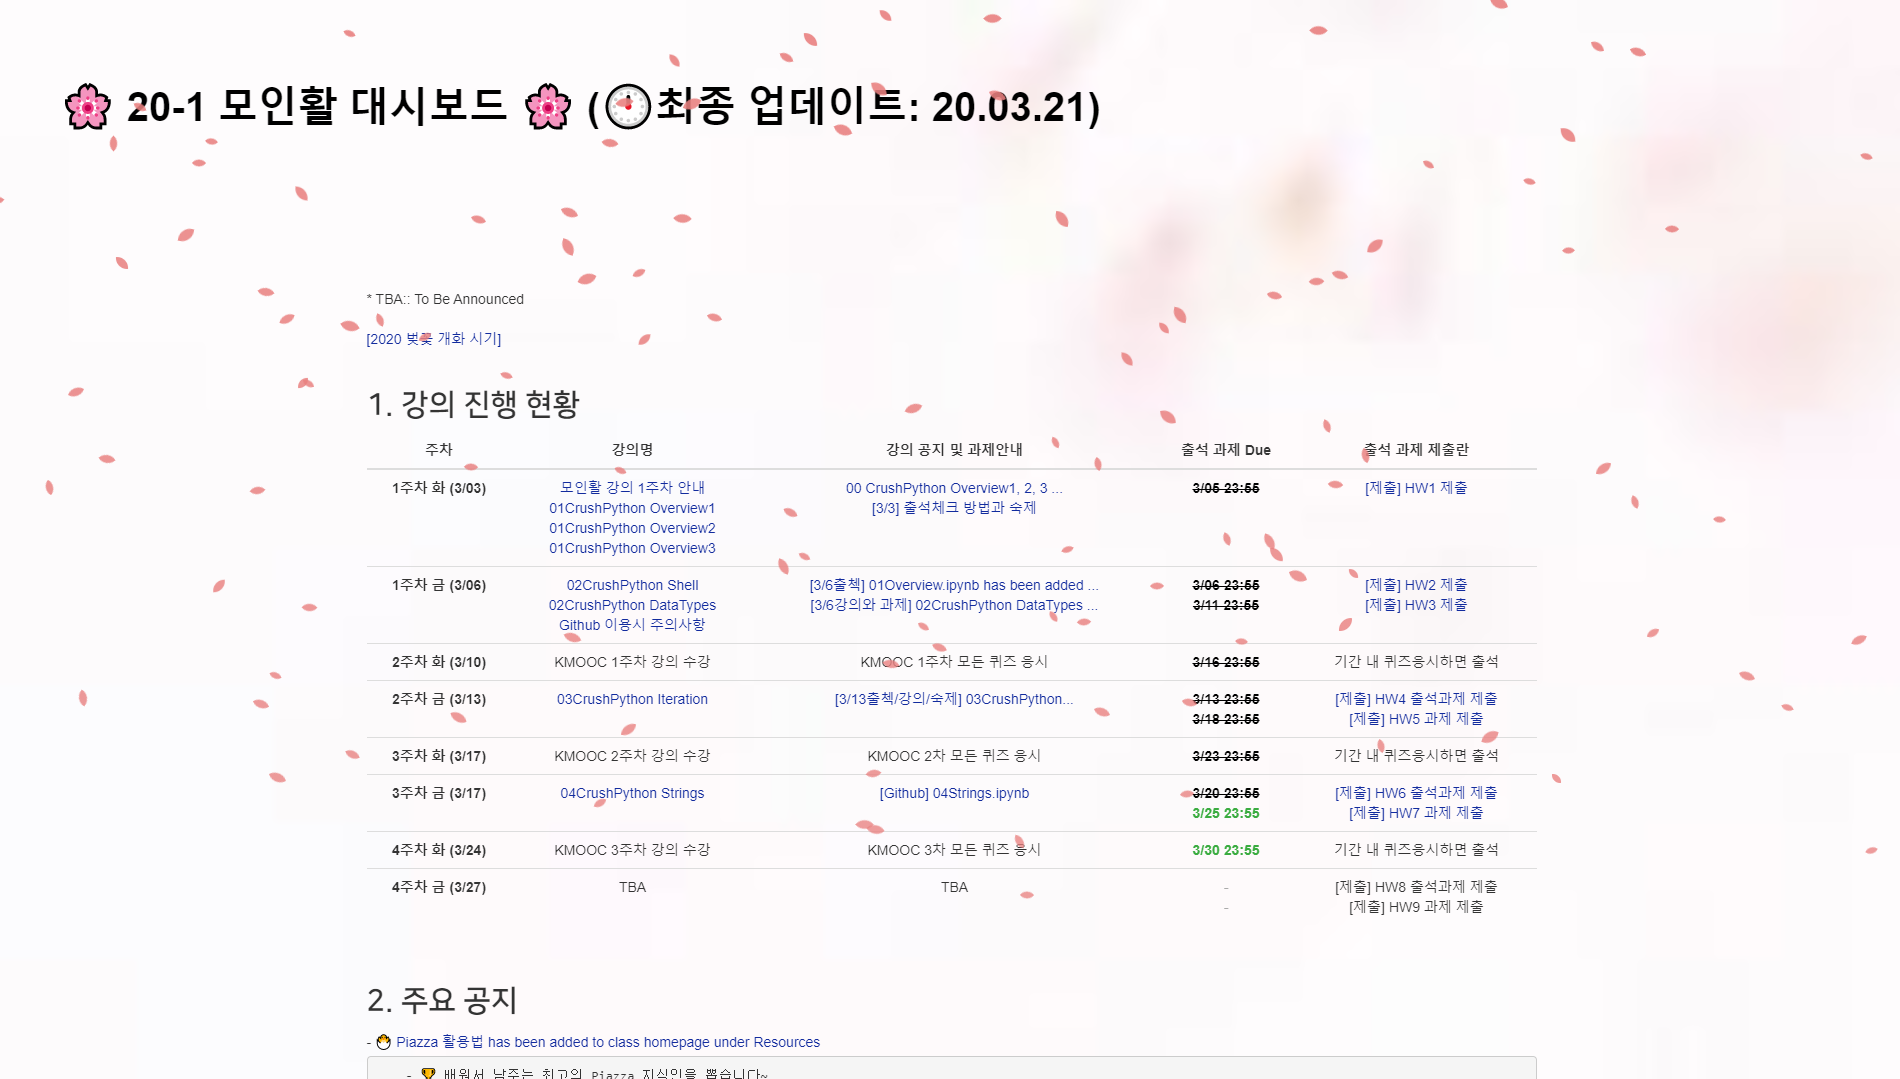 🌸 20-1 모인활 대시보드 🌸 (⏱최종 업데이트: 20.03.21)
* TBA:: To Be Announced
[2020 벚꽃 개화 시기]
1. 강의 진행 현황
주차 강의명 강의 공지 및 과제안내 출석 과제 Due 출석 과제 제출란
1주차 화 (3/03) 모인활 강의 1주차 안내 00 CrushPython Overview1, 2, 3 ... 3/05 23:55 [제출] HW1 제출
01CrushPython Overview1 [3/3] 출석체크 방법과 숙제
01CrushPython Overview2
01CrushPython Overview3
1주차 금 (3/06) 02CrushPython Shell [3/6출첵] 01Overview.ipynb has been added ... 3/06 23:55 [제출] HW2 제출
02CrushPython DataTypes [3/6강의와 과제] 02CrushPython DataTypes ... 3/11 23:55 [제출] HW3 제출
Github 이용시 주의사항
2주차 화 (3/10) KMOOC 1주차 강의 수강 KMOOC 1주차 모든 퀴즈 응시 3/16 23:55 기간 내 퀴즈응시하면 출석
2주차 금 (3/13) 03CrushPython Iteration [3/13출첵/강의/숙제] 03CrushPython... 3/13 23:55 [제출] HW4 출석과제 제출
3/18 23:55 [제출] HW5 과제 제출
3주차 화 (3/17) KMOOC 2주차 강의 수강 KMOOC 2차 모든 퀴즈 응시 3/23 23:55 기간 내 퀴즈응시하면 출석
3주차 금 (3/17) 04CrushPython Strings [Github] 04Strings.ipynb 3/20 23:55 [제출] HW6 출석과제 제출
3/25 23:55 [제출] HW7 과제 제출
4주차 화 (3/24) KMOOC 3주차 강의 수강 KMOOC 3차 모든 퀴즈 응시 3/30 23:55 기간 내 퀴즈응시하면 출석
4주차 금 (3/27) TBA TBA - [제출] HW8 출석과제 제출
- [제출] HW9 과제 제출
2. 주요 공지
- 🐣 Piazza 활용법 has been added to class homepage under Resources
- 🏆 배워서 남주는 최고의 Piazza 지식인을 뽑습니다~